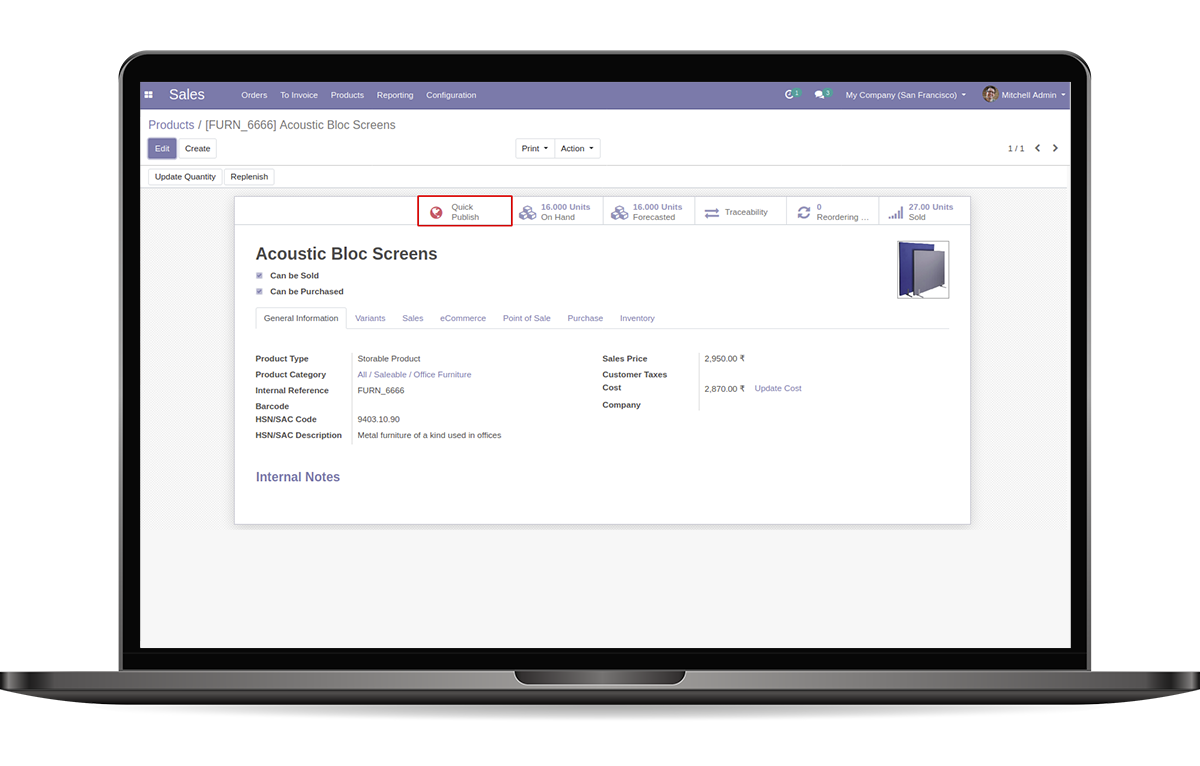 Sales Orders To Invoice Products Reporting Configuration 1 3 My Company (San Francisco) Mitchell Admin
Products / [FURN_6666] Acoustic Bloc Screens
Edit Create Print Action 1 / 1
Update Quantity Replenish
Quick Publish
16.000 Units On Hand
16.000 Units Forecasted
Traceability
0 Reordering ...
27.00 Units Sold
Acoustic Bloc Screens
Can be Sold
Can be Purchased
General Information Variants Sales eCommerce Point of Sale Purchase Inventory
Product Type Storable Product
Product Category All / Saleable / Office Furniture
Internal Reference FURN_6666
Barcode
HSN/SAC Code 9403.10.90
HSN/SAC Description Metal furniture of a kind used in offices
Sales Price 2,950.00 ₹
Customer Taxes
Cost 2,870.00 ₹ Update Cost
Company
Internal Notes